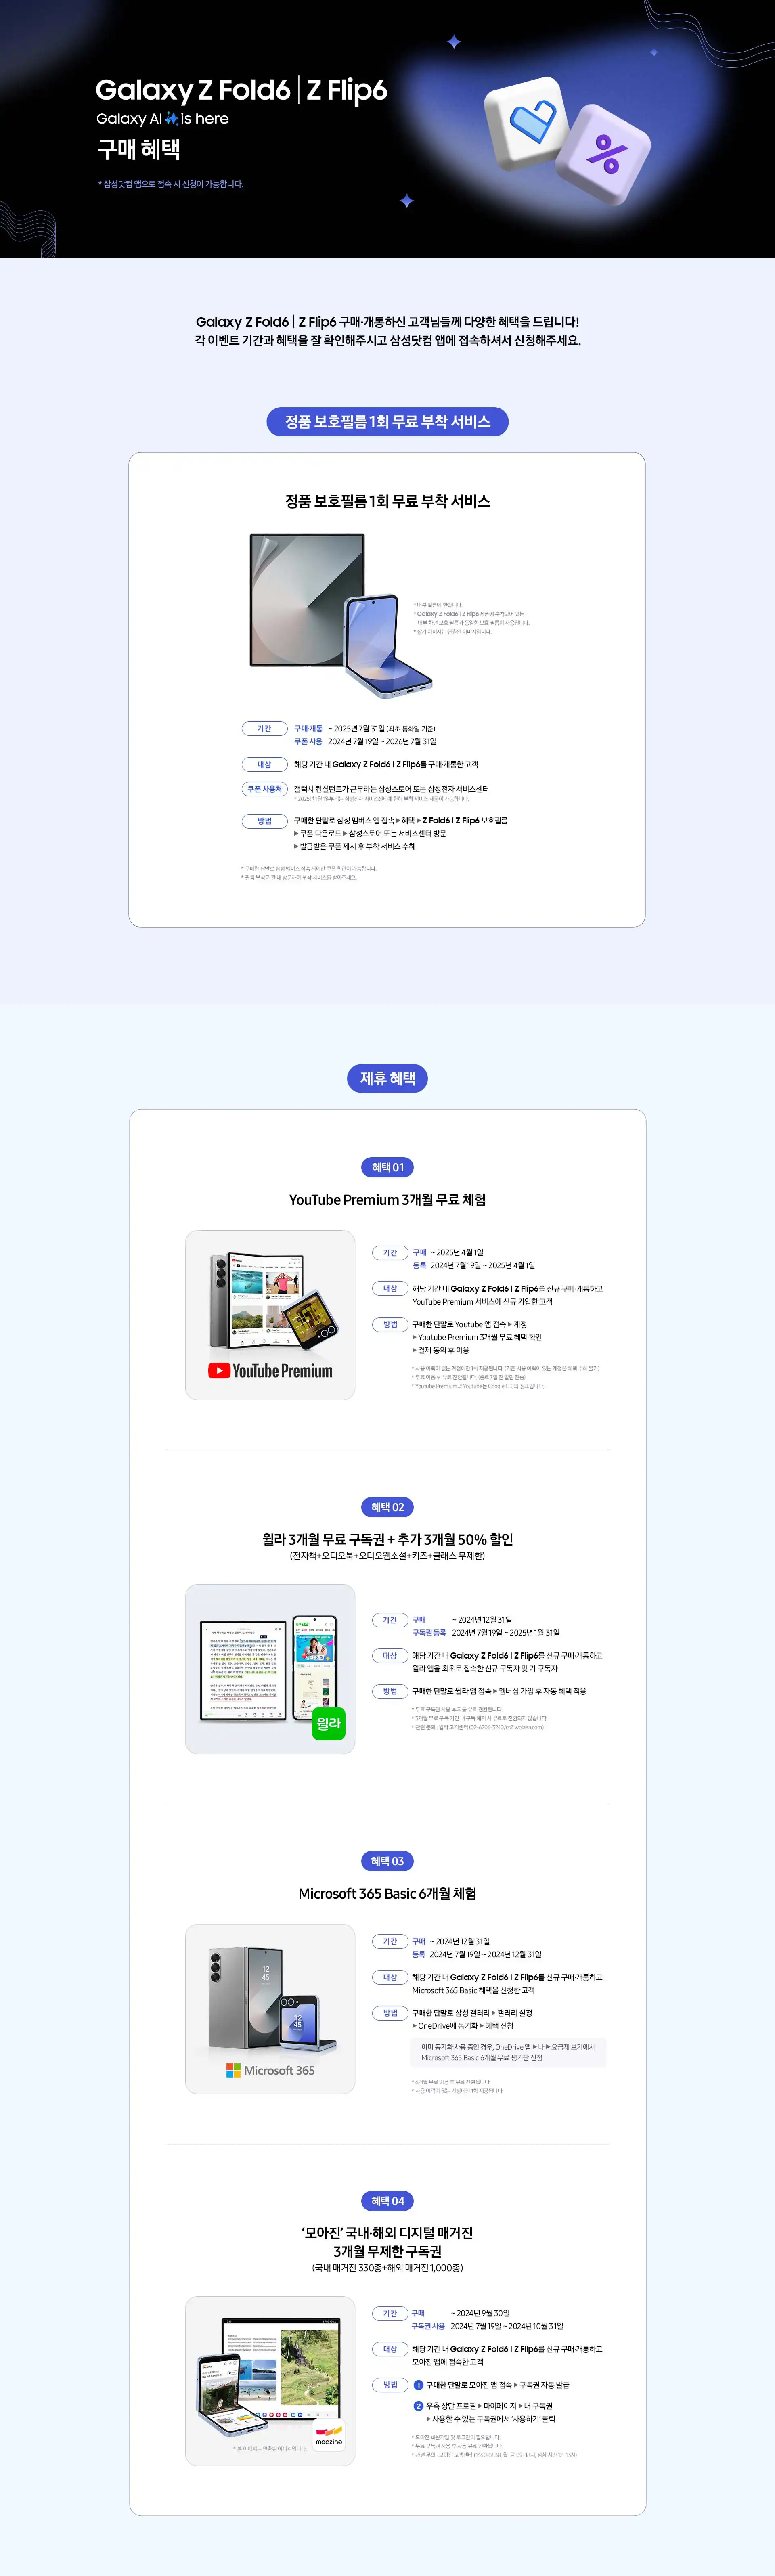 Galaxy Z Fold6 | Z Flip6
Galaxy AI is here
구매 혜택
* 삼성닷컴 앱으로 접속 시 신청이 가능합니다.
Galaxy Z Fold6 | Z Flip6 구매·개통하신 고객님들께 다양한 혜택을 드립니다!
각 이벤트 기간과 혜택을 잘 확인해주시고 삼성닷컴 앱에 접속하셔서 신청해주세요.
정품 보호필름 1회 무료 부착 서비스
정품 보호필름 1회 무료 부착 서비스
* 내부 필름에 한합니다.
* Galaxy Z Fold6 | Z Flip6 제품에 부착되어 있는
내부 화면 보호 필름과 동일한 보호 필름이 사용됩니다.
* 상기 이미지는 연출된 이미지입니다.
기간 구매·개통 ~ 2025년 7월 31일 (최초 통화일 기준)
쿠폰 사용 2024년 7월 19일 ~ 2026년 7월 31일
대상 해당 기간 내 Galaxy Z Fold6 | Z Flip6를 구매·개통한 고객
쿠폰 사용처 갤럭시 컨설턴트가 근무하는 삼성스토어 또는 삼성전자 서비스센터
* 2025년 1월 1일부터는 삼성전자 서비스센터에 한해 부착 서비스 제공이 가능합니다.
방법 구매한 단말로 삼성 멤버스 앱 접속 ▶ 혜택 ▶ Z Fold6 | Z Flip6 보호필름
▶ 쿠폰 다운로드 ▶ 삼성스토어 또는 서비스센터 방문
▶ 발급받은 쿠폰 제시 후 부착 서비스 수혜
* 구매한 단말로 삼성 멤버스 접속 시에만 쿠폰 확인이 가능합니다.
* 필름 부착 기간 내 방문하여 부착 서비스를 받아주세요.
제휴 혜택
혜택 01
YouTube Premium 3개월 무료 체험
YouTube Premium
기간 구매 ~ 2025년 4월 1일
등록 2024년 7월 19일 ~ 2025년 4월 1일
대상 해당 기간 내 Galaxy Z Fold6 | Z Flip6를 신규 구매·개통하고
YouTube Premium 서비스에 신규 가입한 고객
방법 구매한 단말로 Youtube 앱 접속 ▶ 계정
▶ Youtube Premium 3개월 무료 혜택 확인
▶ 결제 동의 후 이용
* 사용 이력이 없는 계정에만 1회 제공됩니다. (기존 사용 이력이 있는 계정은 혜택 수혜 불가)
* 무료 이용 후 유료 전환됩니다. (종료 7일 전 알림 전송)
* Youtube Premium과 Youtube는 Google LLC의 상표입니다.
혜택 02
윌라 3개월 무료 구독권 + 추가 3개월 50% 할인
(전자책+오디오북+오디오웹소설+키즈+클래스 무제한)
윌라
기간 구매 ~ 2024년 12월 31일
구독권 등록 2024년 7월 19일 ~ 2025년 1월 31일
대상 해당 기간 내 Galaxy Z Fold6 | Z Flip6를 신규 구매·개통하고
윌라 앱을 최초로 접속한 신규 구독자 및 기 구독자
방법 구매한 단말로 윌라 앱 접속 ▶ 멤버십 가입 후 자동 혜택 적용
* 무료 구독권 사용 후 자동 유료 전환됩니다.
* 3개월 무료 구독 기간 내 구독 해지 시 유료로 전환되지 않습니다.
* 관련 문의 : 윌라 고객센터
혜택 03
Microsoft 365 Basic 6개월 체험
Microsoft 365
기간 구매 ~ 2024년 12월 31일
등록 2024년 7월 19일 ~ 2024년 12월 31일
대상 해당 기간 내 Galaxy Z Fold6 | Z Flip6를 신규 구매·개통하고
Microsoft 365 Basic 혜택을 신청한 고객
방법 구매한 단말로 삼성 갤러리 ▶ 갤러리 설정
▶ OneDrive에 동기화 ▶ 혜택 신청
이미 동기화 사용 중인 경우, OneDrive 앱 ▶ 나 ▶ 요금제 보기에서
Microsoft 365 Basic 6개월 무료 평가판 신청
* 6개월 무료 이용 후 유료 전환됩니다.
* 사용 이력이 없는 계정에만 1회 제공됩니다.
혜택 04
‘모아진’ 국내·해외 디지털 매거진
3개월 무제한 구독권
(국내 매거진 330종+해외 매거진 1,000종)
moazine
* 본 이미지는 연출된 이미지입니다.
기간 구매 ~ 2024년 9월 30일
구독권 사용 2024년 7월 19일 ~ 2024년 10월 31일
대상 해당 기간 내 Galaxy Z Fold6 | Z Flip6를 신규 구매·개통하고
모아진 앱에 접속한 고객
방법 1 구매한 단말로 모아진 앱 접속 ▶ 구독권 자동 발급
2 우측 상단 프로필 ▶ 마이페이지 ▶ 내 구독권
▶ 사용할 수 있는 구독권에서 ‘사용하기’ 클릭
* 모아진 회원가입 및 로그인이 필요합니다.
* 무료 구독권 사용 후 자동 유료 전환됩니다.
* 관련 문의 : 모아진 고객센터 (1660-0838, 월~금 09~18시, 점심 시간 12~13시)